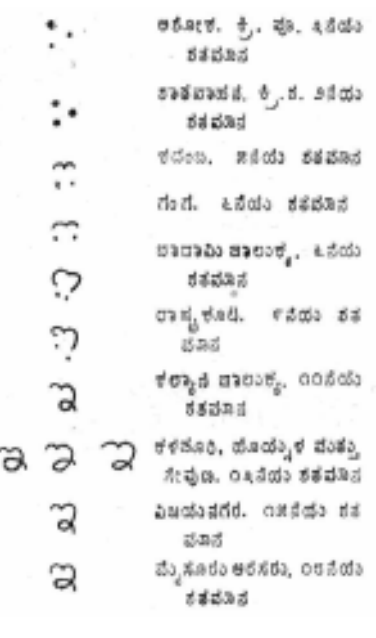 ಅಶೋಕ. ಕ್ರಿ. ಪೂ. ೩ನೆಯ
ಶತಮಾನ
ಶಾತವಾಹನ. ಕ್ರಿ.ಶ. ೨ನೆಯ
ಶತಮಾನ
ಕದಂಬ. ೫ನೆಯ ಶತಮಾನ
ಗಂಗ. ೬ನೆಯ ಶತಮಾನ
ಬಾದಾಮಿ ಚಾಲುಕ್ಯ. ೬ನೆಯ
ಶತಮಾನ
ರಾಷ್ಟ್ರಕೂಟ. ೯ನೆಯ ಶತ
ಮಾನ
ಕಲ್ಯಾಣಿ ಚಾಲುಕ್ಯ. ೧೧ನೆಯ
ಶತಮಾನ
ಕಳಚೂರಿ, ಹೊಯ್ಸಳ ಮತ್ತು
ಸೇವುಣ. ೧೩ನೆಯ ಶತಮಾನ
ವಿಜಯನಗರ. ೧೫ನೆಯ ಶತ
ಮಾನ
ಮೈಸೂರು ಅರಸರು, ೧೮ನೆಯ
ಶತಮಾನ